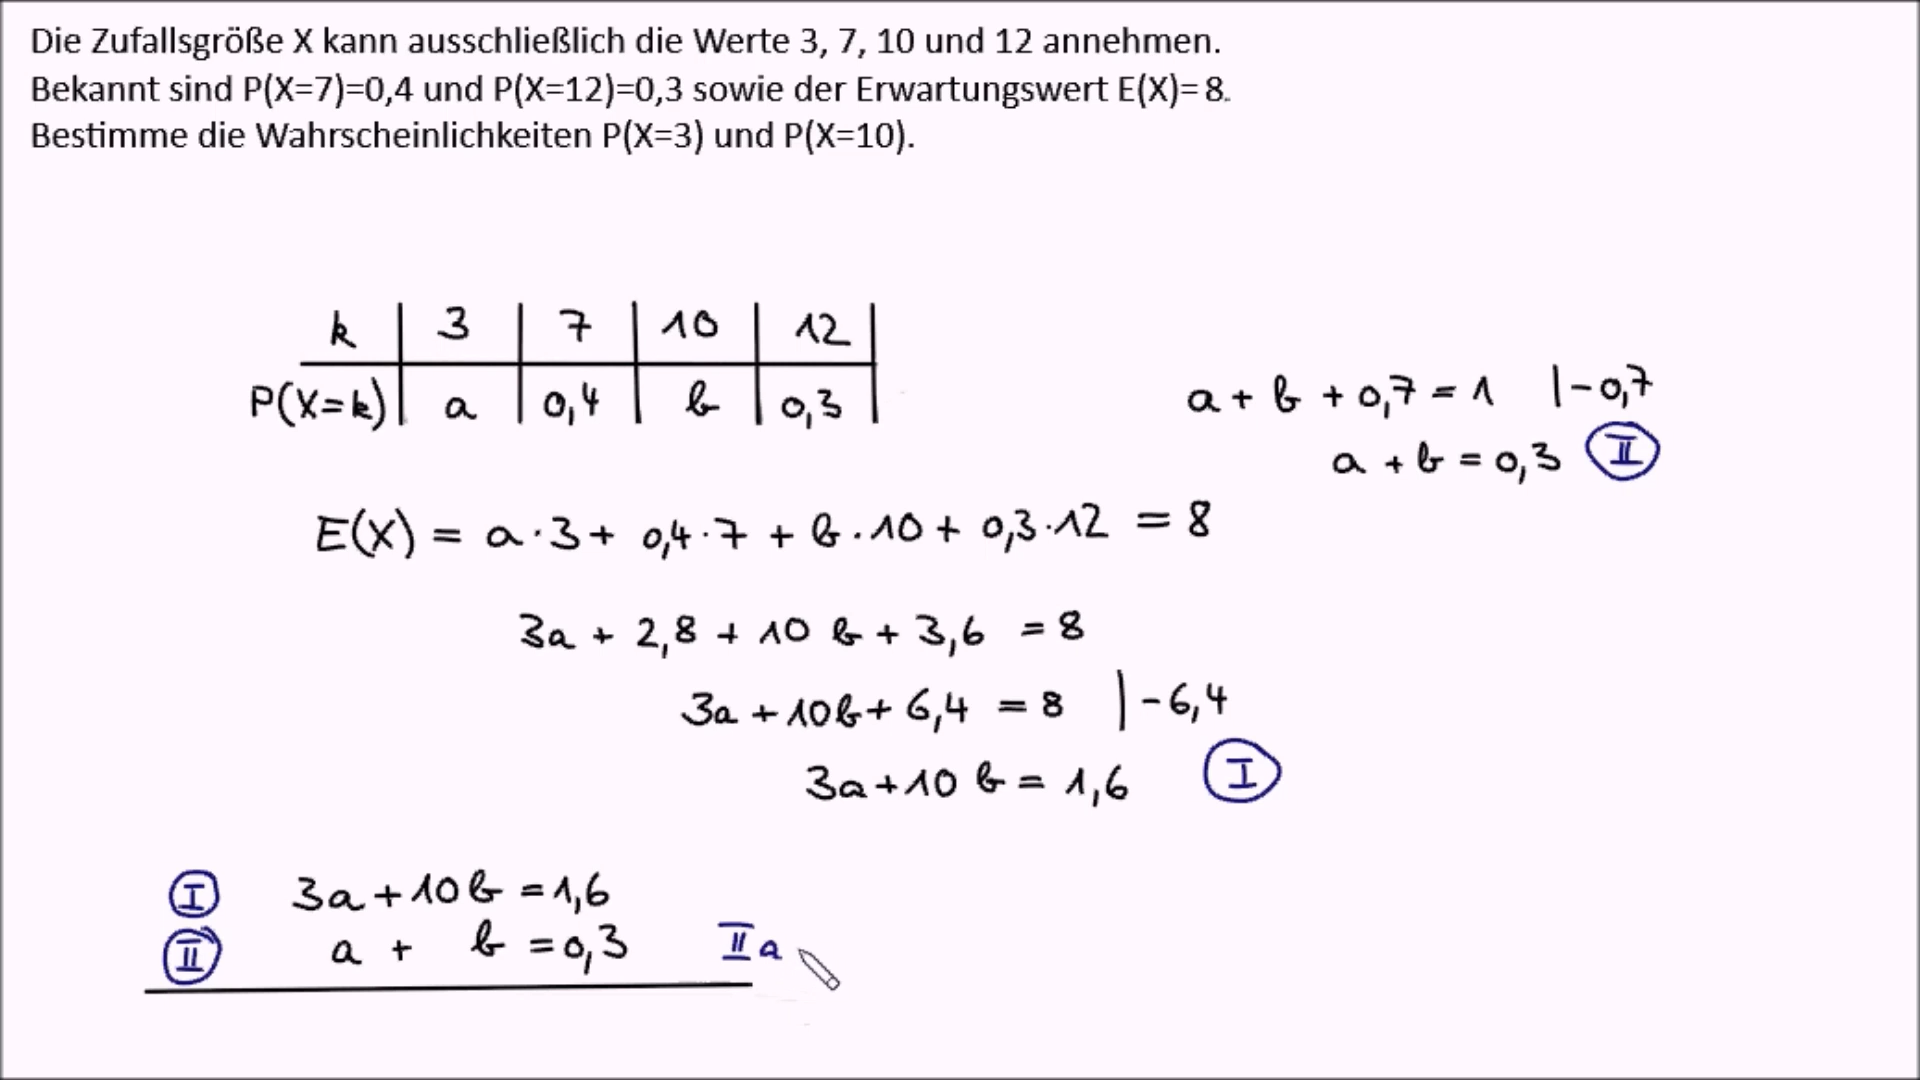 Die Zufallsgröße X kann ausschließlich die Werte 3, 7, 10 und 12 annehmen.
Bekannt sind P(X=7)=0,4 und P(X=12)=0,3 sowie der Erwartungswert E(X)= 8.
Bestimme die Wahrscheinlichkeiten P(X=3) und P(X=10).
k | 3 | 7 | 10 | 12 |
P(X=k) | a | 0,4 | b | 0,3 |
a + b + 0,7 = 1 | - 0,7
a + b = 0,3 II
E(X) = a · 3 + 0,4 · 7 + b · 10 + 0,3 · 12 = 8
3a + 2,8 + 10 b + 3,6 = 8
3a + 10b + 6,4 = 8 | - 6,4
3a + 10 b = 1,6 I
I 3a + 10 b = 1,6
II a + b = 0,3 II a